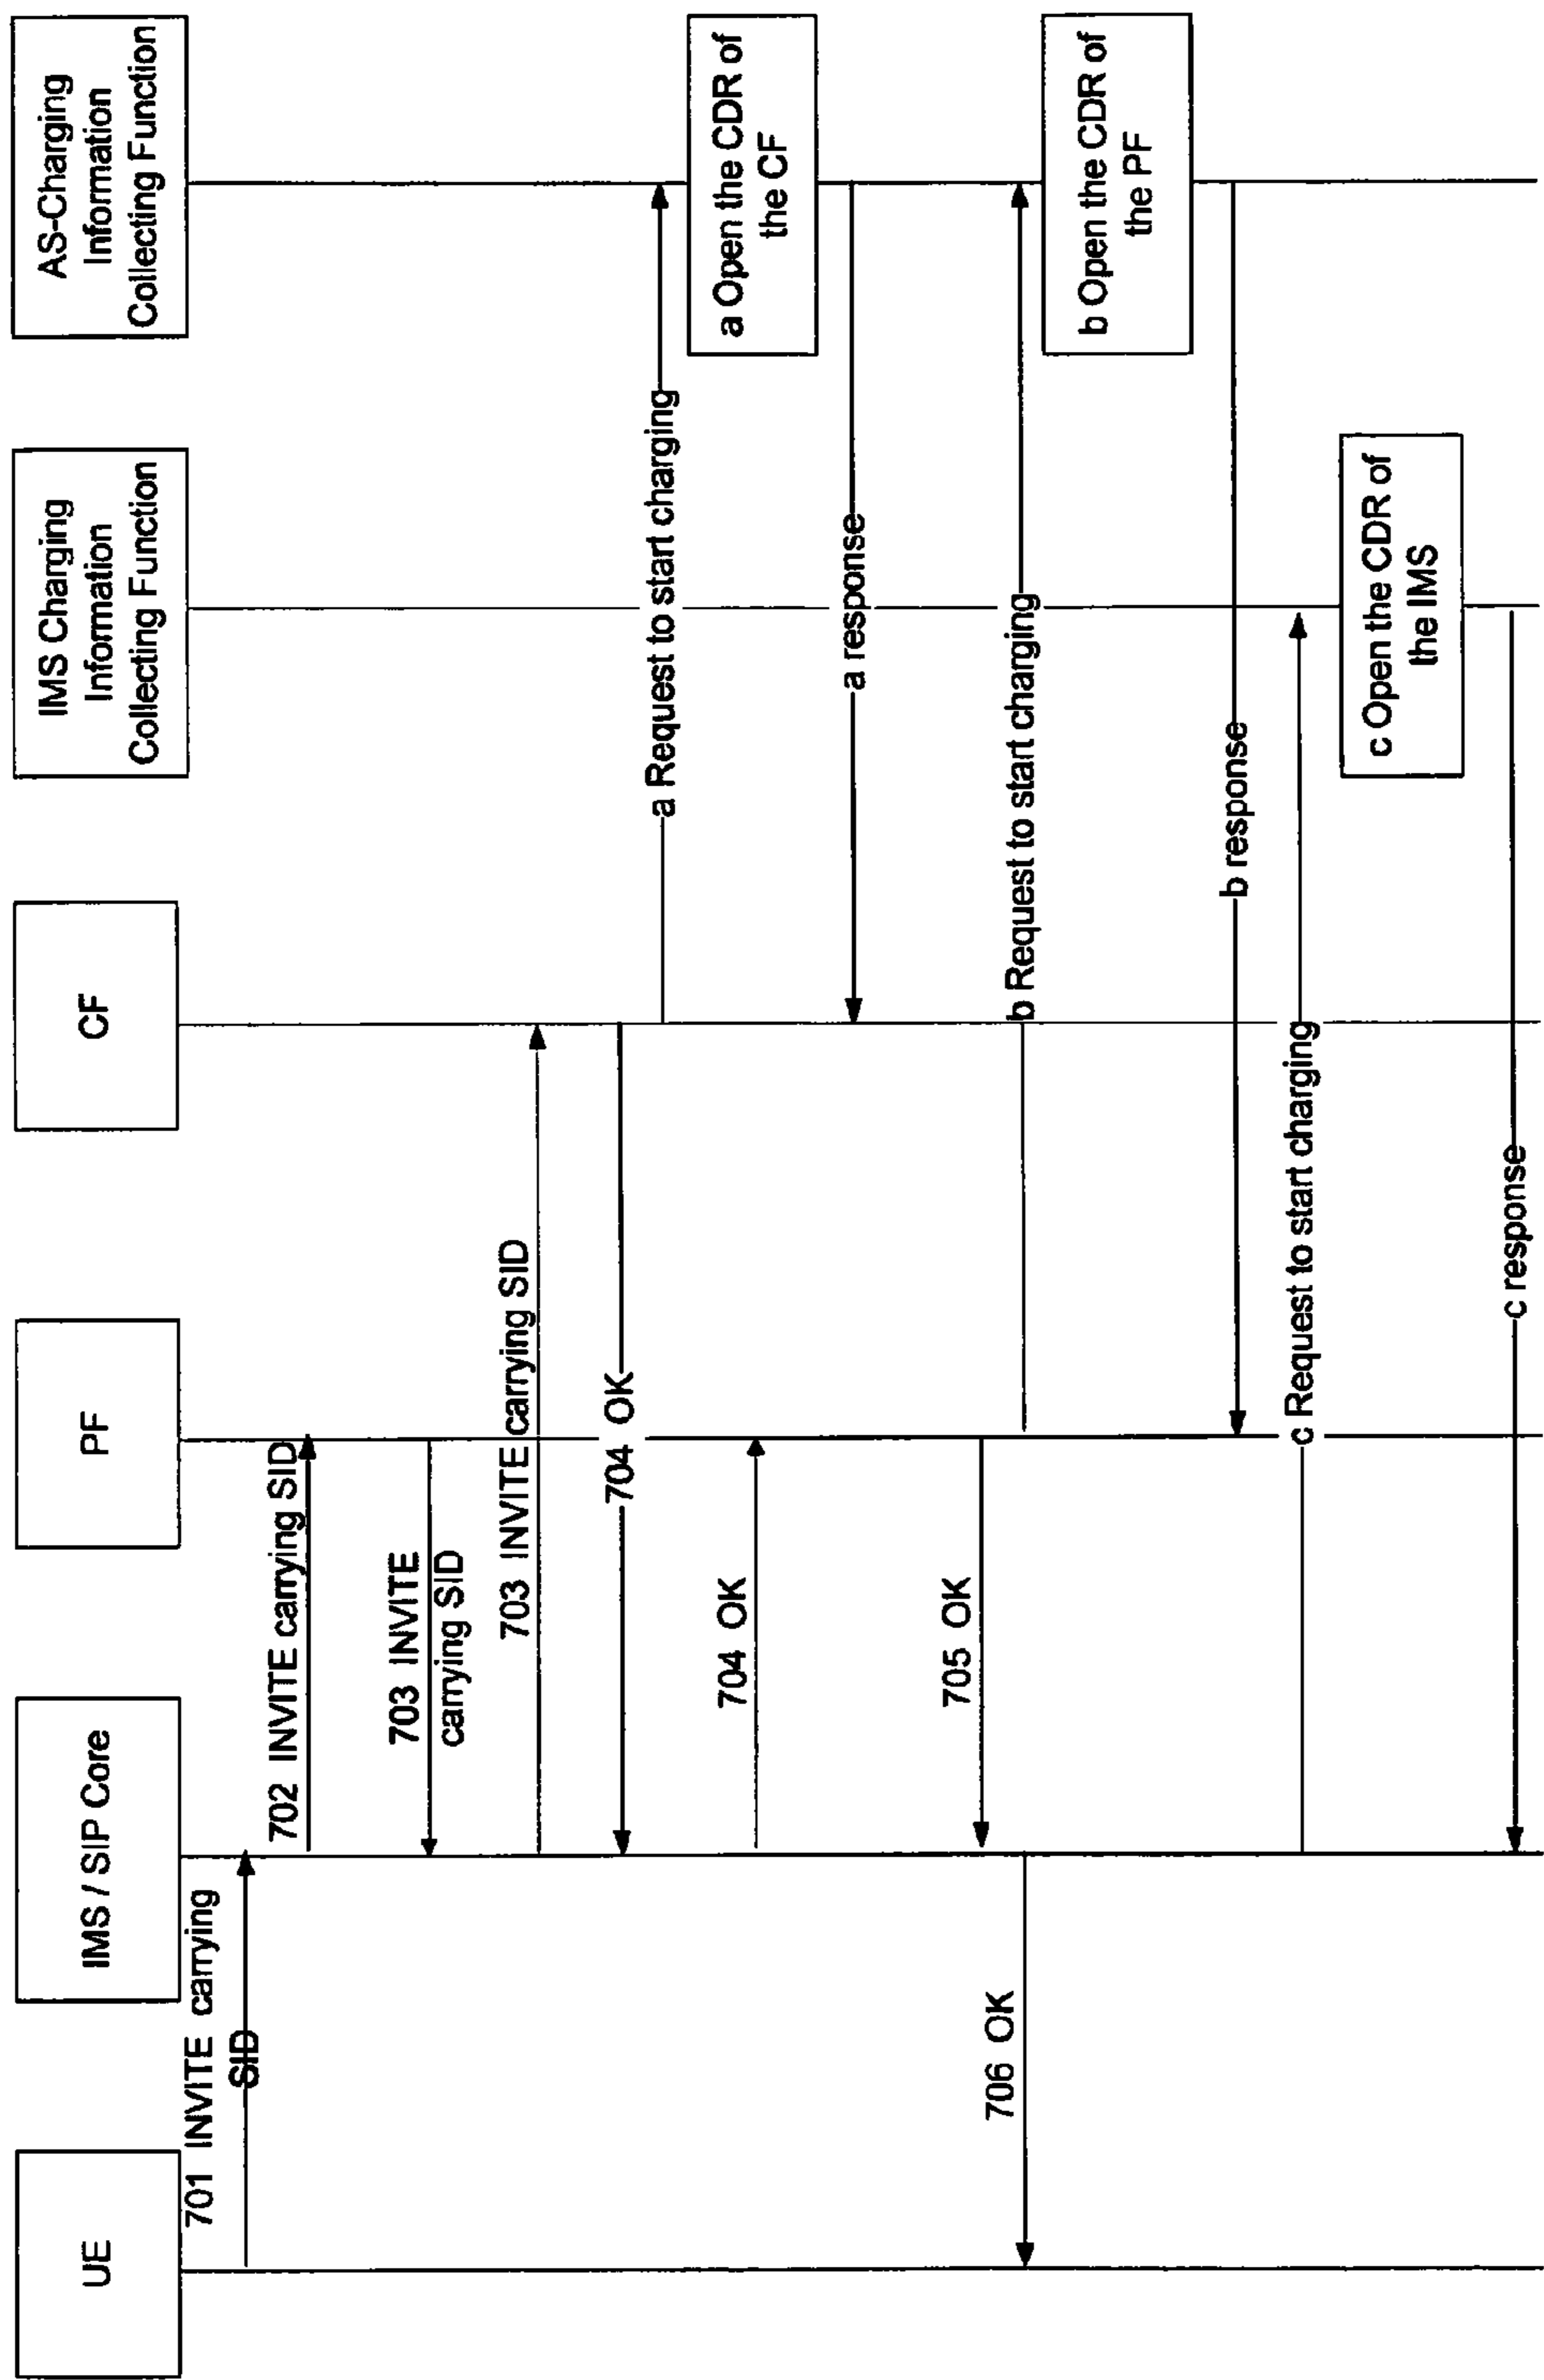 UE
IMS / SIP Core
PF
CF
IMS Charging
Information
Collecting Function
AS-Charging
Information
Collecting Function
701 INVITE carrying
SID
702 INVITE carrying SID
703 INVITE
carrying SID
703 INVITE carrying SID
704 OK
a Request to start charging
a Open the CDR of
the CF
704 OK
a response
705 OK
706 OK
b Request to start charging
b Open the CDR of
the PF
b response
c Request to start charging
c Open the CDR of
the IMS
c response